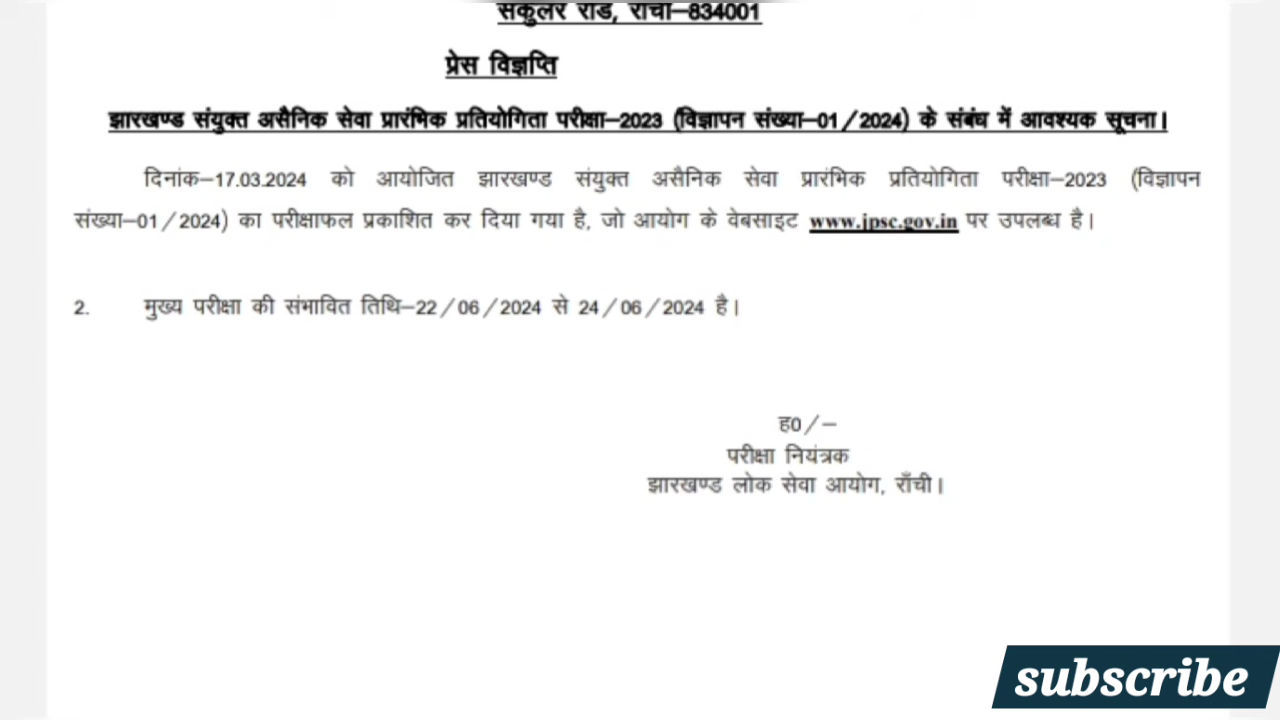 सर्कुलर रोड, राँची–834001
प्रेस विज्ञप्ति
झारखण्ड संयुक्त असैनिक सेवा प्रारंभिक प्रतियोगिता परीक्षा–2023 (विज्ञापन संख्या–01/2024) के संबंध में आवश्यक सूचना।
दिनांक–17.03.2024 को आयोजित झारखण्ड संयुक्त असैनिक सेवा प्रारंभिक प्रतियोगिता परीक्षा–2023 (विज्ञापन
संख्या–01/2024) का परीक्षाफल प्रकाशित कर दिया गया है, जो आयोग के वेबसाइट www.jpsc.gov.in पर उपलब्ध है।
2. मुख्य परीक्षा की संभावित तिथि–22/06/2024 से 24/06/2024 है।
ह0/–
परीक्षा नियंत्रक
झारखण्ड लोक सेवा आयोग, राँची।
subscribe